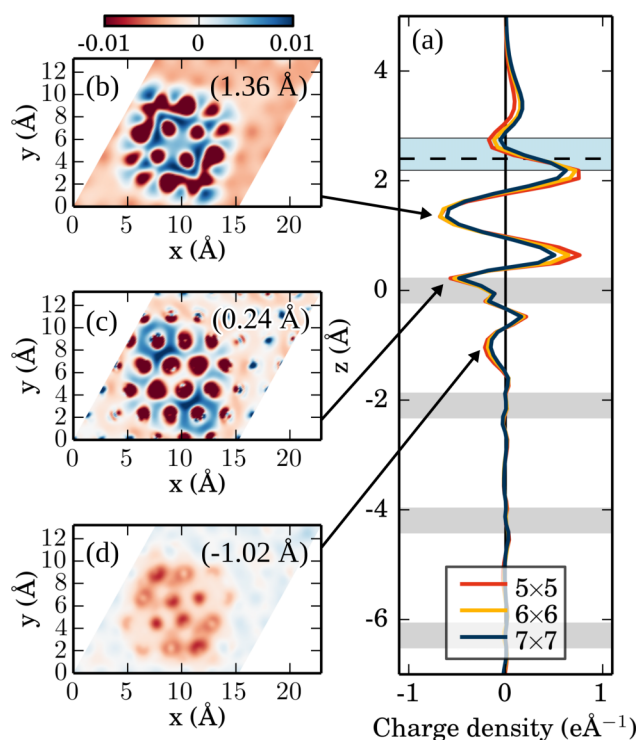 -0.01 0 0.01
(b) (1.36 Å)
y (Å)
12
10
8
6
4
2
0
0 5 10 15 20
x (Å)
(c) (0.24 Å)
y (Å)
12
10
8
6
4
2
0
0 5 10 15 20
x (Å)
(d) (-1.02 Å)
y (Å)
12
10
8
6
4
2
0
0 5 10 15 20
x (Å)
(a)
z (Å)
4
2
0
-2
-4
-6
5×5
6×6
7×7
-1 0 1
Charge density (eÅ⁻¹)